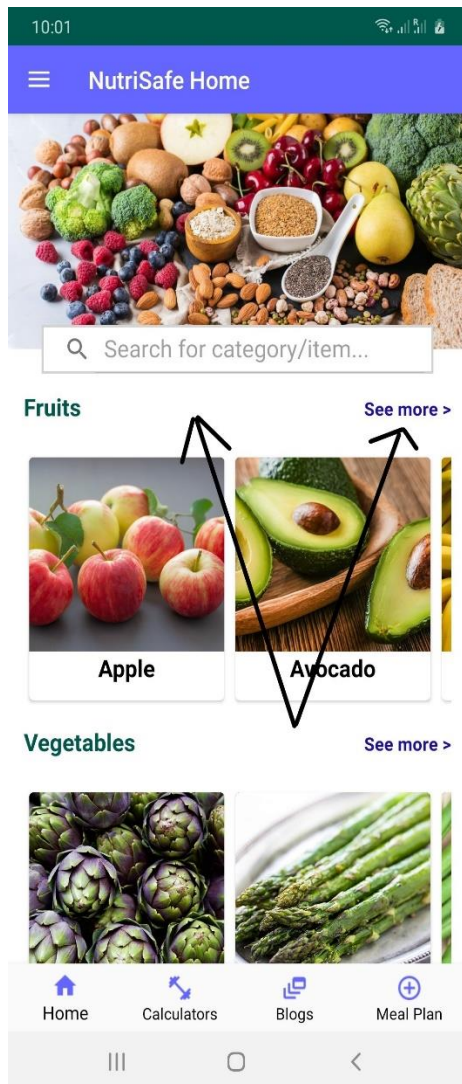 10:01
NutriSafe Home
Search for category/item...
Fruits See more >
Apple Avocado
Vegetables See more >
Home Calculators Blogs Meal Plan